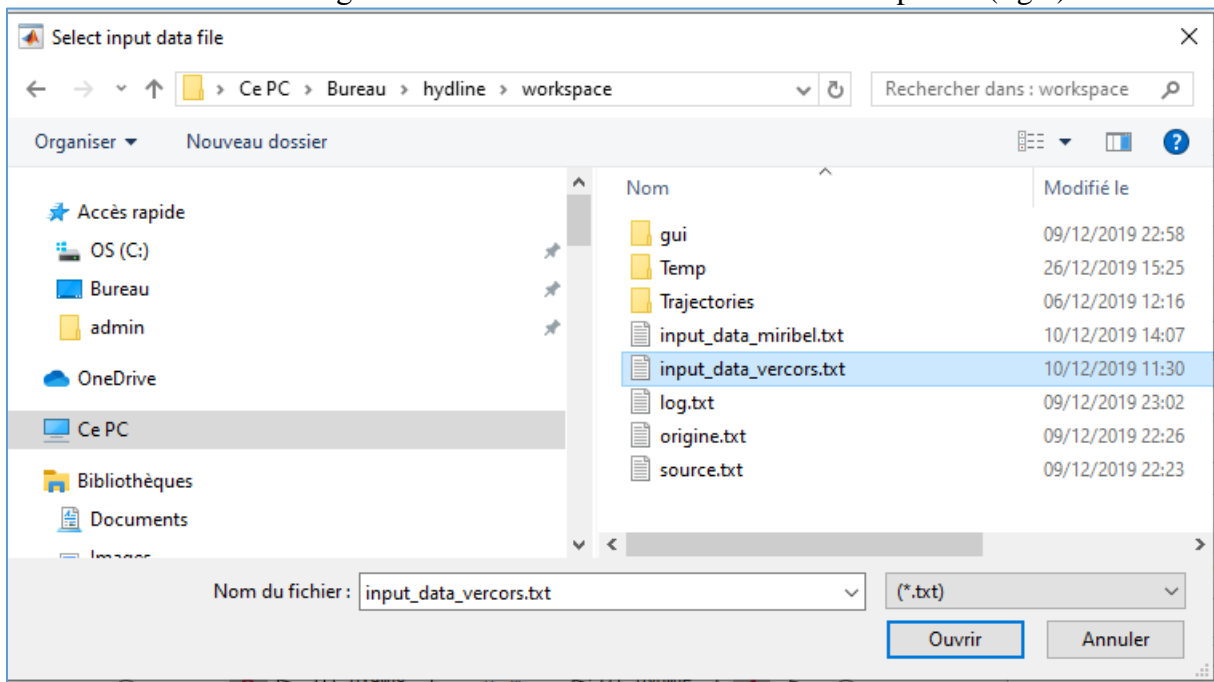 Select input data file
Ce PC > Bureau > hydline > workspace
Rechercher dans : workspace
Organiser
Nouveau dossier
Accès rapide
OS (C:)
Bureau
admin
OneDrive
Ce PC
Bibliothèques
Documents
Images
Nom Modifié le
gui 09/12/2019 22:58
Temp 26/12/2019 15:25
Trajectories 06/12/2019 12:16
input_data_miribel.txt 10/12/2019 14:07
input_data_vercors.txt 10/12/2019 11:30
log.txt 09/12/2019 23:02
origine.txt 09/12/2019 22:26
source.txt 09/12/2019 22:23
Nom du fichier : input_data_vercors.txt (*.txt)
Ouvrir Annuler